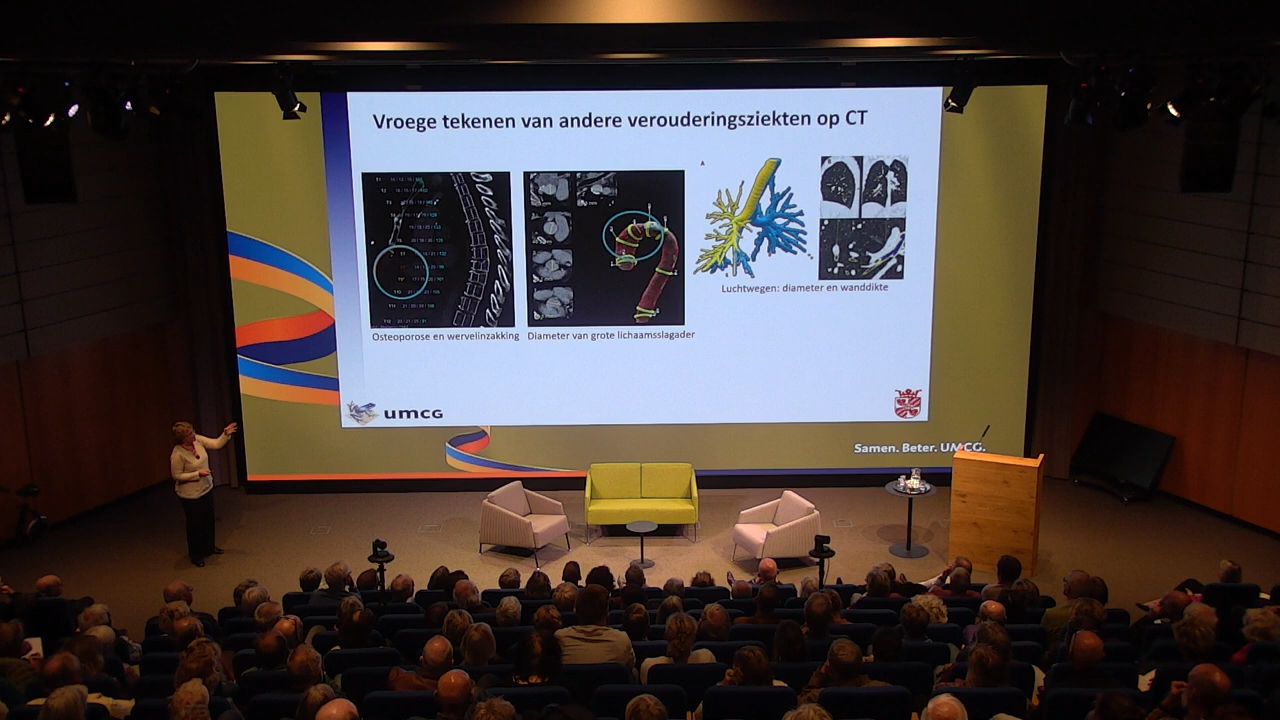 Vroege tekenen van andere verouderingsziekten op CT
A
Osteoporose en wervelinzakking
Diameter van grote lichaamsslagader
Luchtwegen: diameter en wanddikte
umcg
Samen. Beter. UMCG.